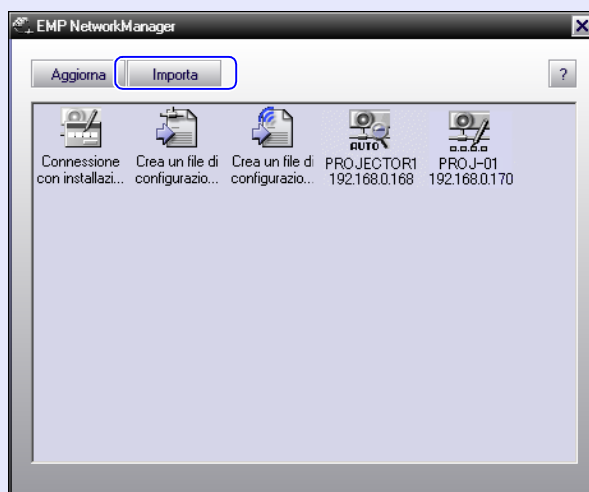 EMP NetworkManager
Aggiorna
Importa
?
Connessione
con installazi...
Crea un file di
configurazio...
Crea un file di
configurazio...
AUTO
PROJECTOR1
192.168.0.168
PROJ-01
192.168.0.170